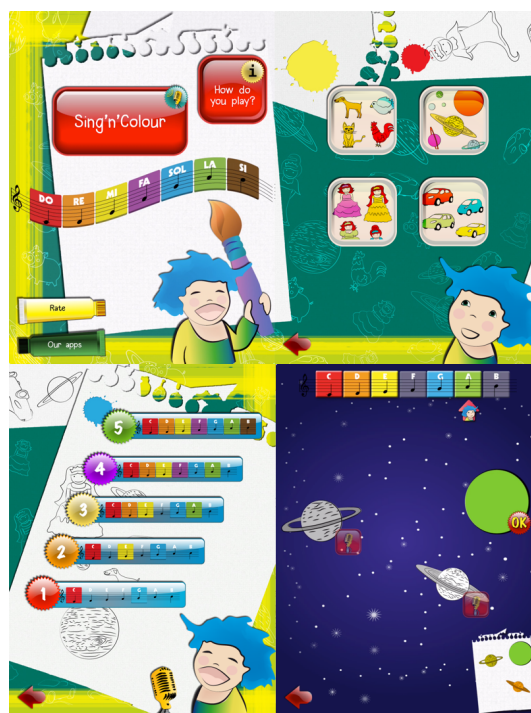 i
How do
you play?
Sing'n'Colour
DO RE MI FA SOL LA SI
Rate
Our apps
5 C D E F G A B
4 C D E F G A B
3 C D E F G A B
2 C D E F G A B
1 C D E F G A B
C D E F G A B
OK